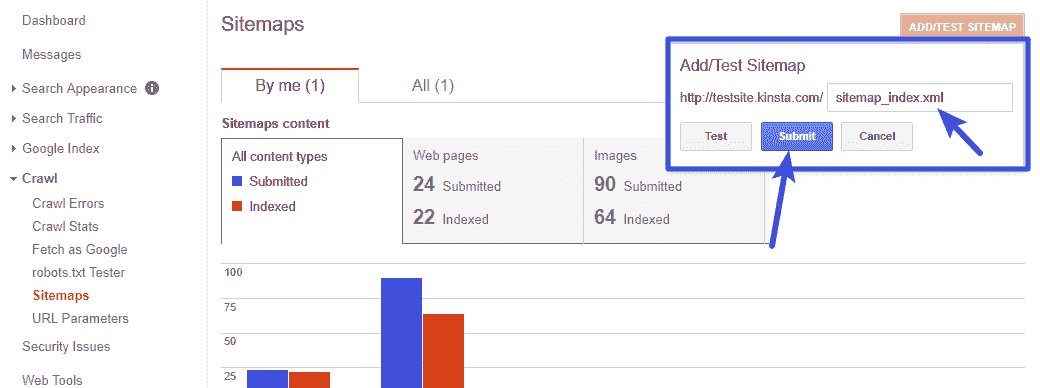 Dashboard
Messages
Search Appearance
Search Traffic
Google Index
Crawl
Crawl Errors
Crawl Stats
Fetch as Google
robots.txt Tester
Sitemaps
URL Parameters
Security Issues
Web Tools
Sitemaps
ADD/TEST SITEMAP
Add/Test Sitemap
http://testsite.kinsta.com/ sitemap_index.xml
Test Submit Cancel
By me (1) All (1)
Sitemaps content
All content types
Submitted
Indexed
Web pages
24 Submitted
22 Indexed
Images
90 Submitted
64 Indexed
100
75
50
25